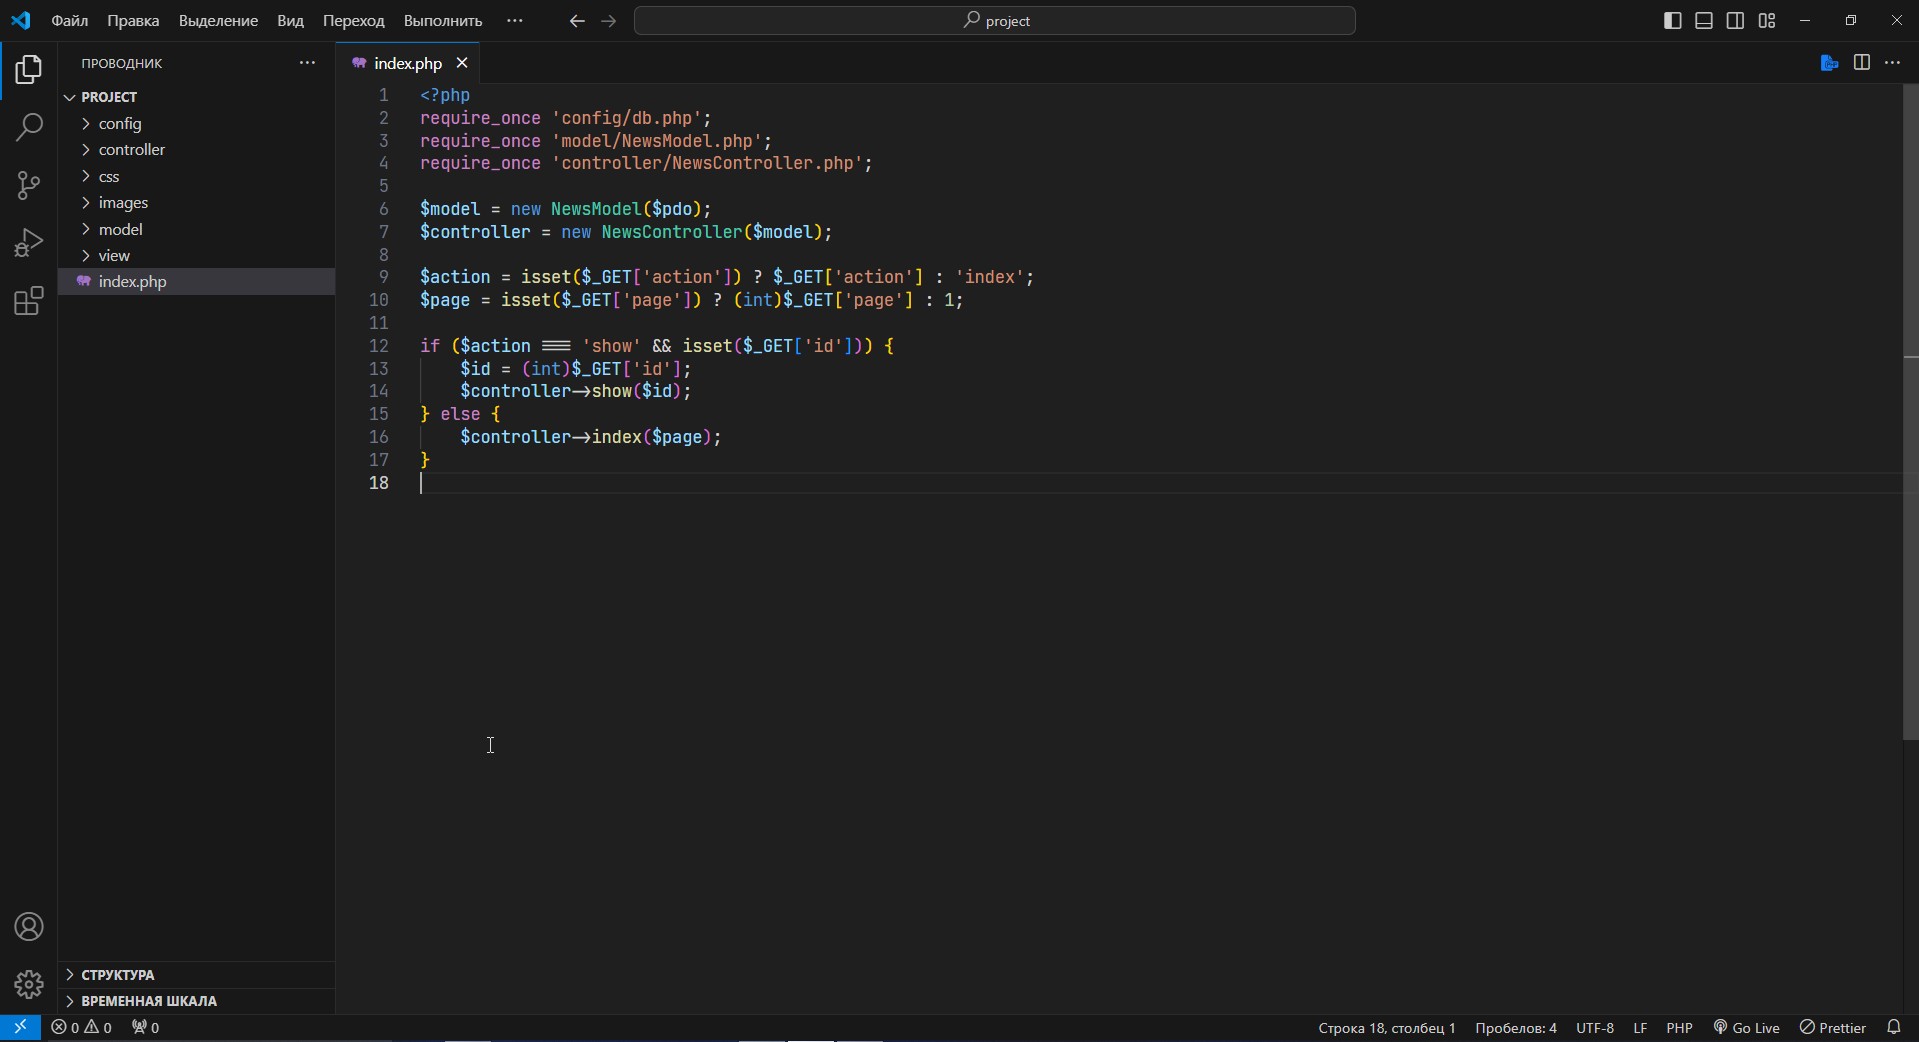 Файл Правка Выделение Вид Переход Выполнить ··· project
ПРОВОДНИК ···
PROJECT
config
controller
css
images
model
view
index.php
СТРУКТУРА
ВРЕМЕННАЯ ШКАЛА
index.php
1 <?php
2 require_once 'config/db.php';
3 require_once 'model/NewsModel.php';
4 require_once 'controller/NewsController.php';
5
6 $model = new NewsModel($pdo);
7 $controller = new NewsController($model);
8
9 $action = isset($_GET['action']) ? $_GET['action'] : 'index';
10 $page = isset($_GET['page']) ? (int)$_GET['page'] : 1;
11
12 if ($action === 'show' && isset($_GET['id'])) {
13     $id = (int)$_GET['id'];
14     $controller->show($id);
15 } else {
16     $controller->index($page);
17 }
18
0 0 0 Строка 18, столбец 1 Пробелов: 4 UTF-8 LF PHP Go Live Prettier